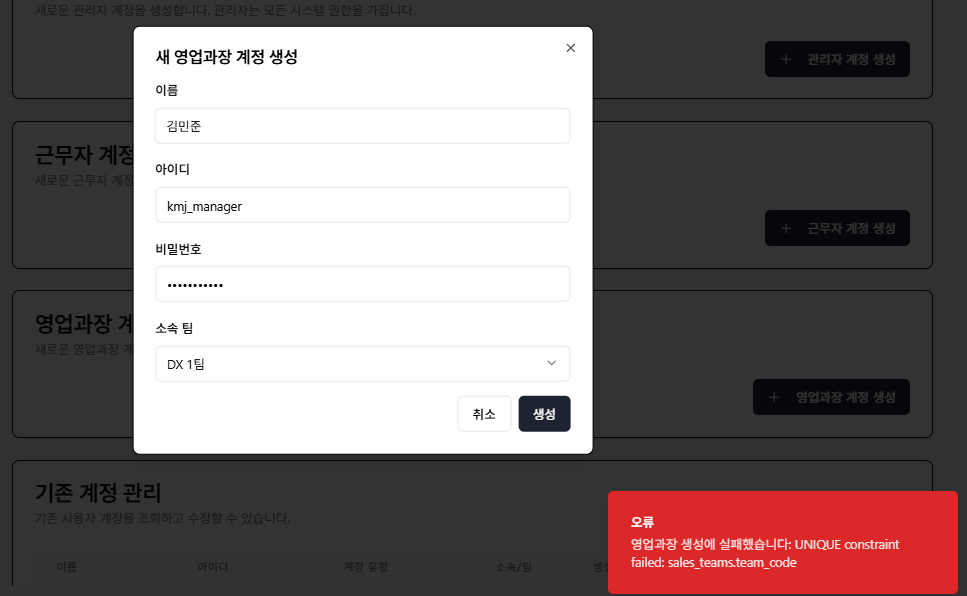 새로운 관리자 계정을 생성합니다. 관리자는 모든 시스템 권한을 가집니다.
+ 관리자 계정 생성
새 영업과장 계정 생성
이름
김민준
아이디
kmj_manager
비밀번호
•••••••••••
소속 팀
DX 1팀
취소
생성
근무자 계정
새로운 근무자 계정
+ 근무자 계정 생성
영업과장 계
새로운 영업과장 계
+ 영업과장 계정 생성
기존 계정 관리
기존 사용자 계정을 조회하고 수정할 수 있습니다.
이름 아이디 계정 유형 소속/팀
오류
영업과장 생성에 실패했습니다: UNIQUE constraint
failed: sales_teams.team_code